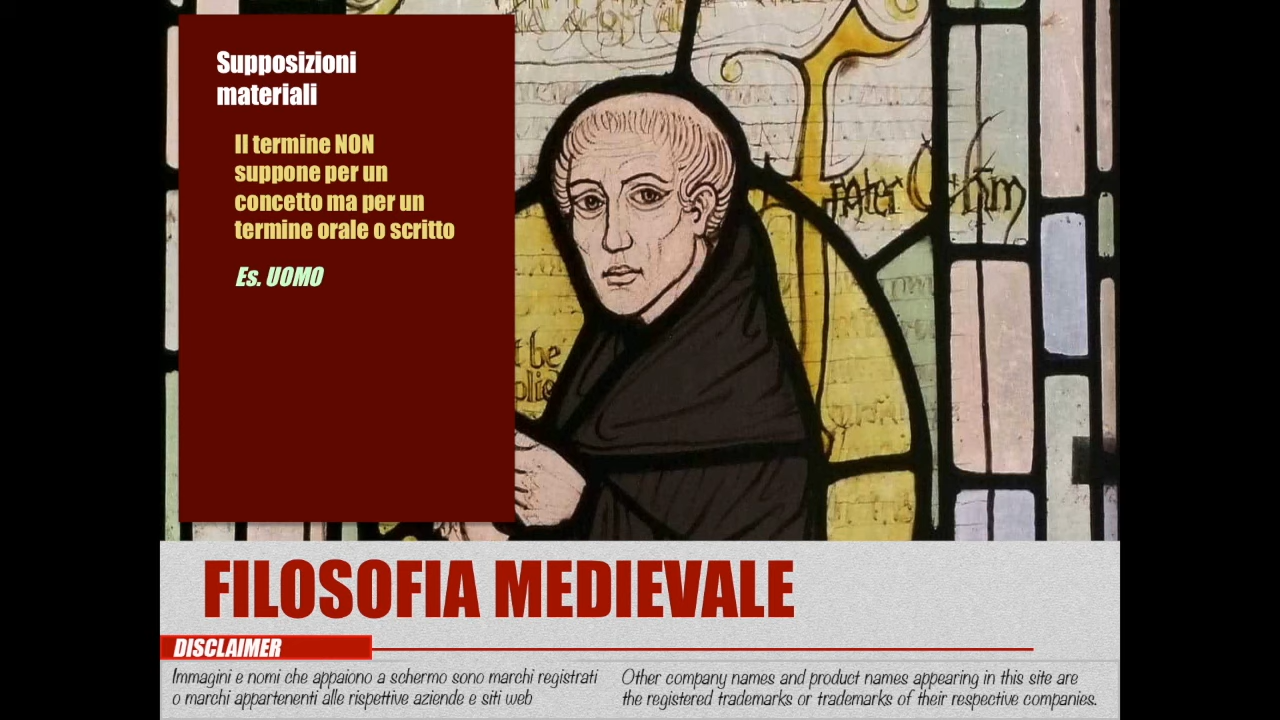 Supposizioni
materiali
Il termine NON
suppone per un
concetto ma per un
termine orale o scritto
Es. UOMO
frater
be
FILOSOFIA MEDIEVALE
DISCLAIMER
Immagini e nomi che appaiono a schermo sono marchi registrati
o marchi appartenenti alle rispettive aziende e siti web
Other company names and product names appearing in this site are
the registered trademarks or trademarks of their respective companies.